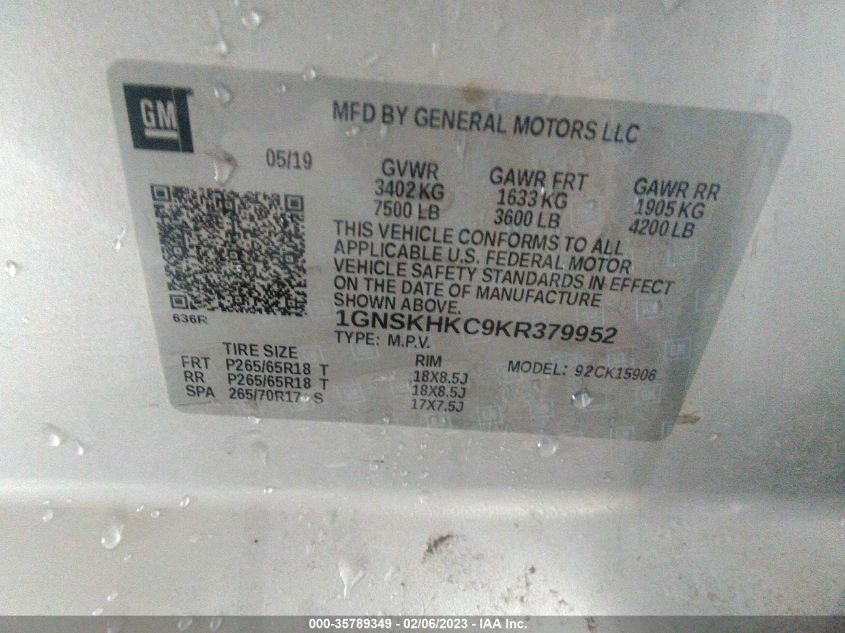 GM
MFD BY GENERAL MOTORS LLC
05/19
GVWR GAWR FRT GAWR RR
3402 KG 1633 KG 1905 KG
7500 LB 3600 LB 4200 LB
THIS VEHICLE CONFORMS TO ALL
APPLICABLE U.S. FEDERAL MOTOR
VEHICLE SAFETY STANDARDS IN EFFECT
ON THE DATE OF MANUFACTURE
SHOWN ABOVE.
636R
1GNSKHKC9KR379952
TYPE: M.P.V. MODEL: 92CK15906
TIRE SIZE RIM
FRT P265/65R18 T 18X8.5J
RR P265/65R18 T 18X8.5J
SPA 265/70R17 S 17X7.5J
000-35789349 - 02/06/2023 - IAA Inc.